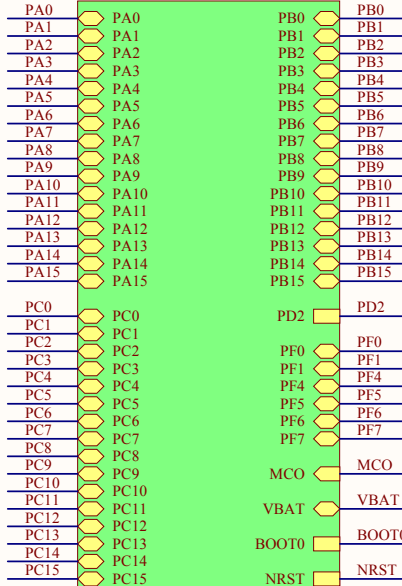 PA0 PA0 PB0 PB0
PA1 PA1 PB1 PB1
PA2 PA2 PB2 PB2
PA3 PA3 PB3 PB3
PA4 PA4 PB4 PB4
PA5 PA5 PB5 PB5
PA6 PA6 PB6 PB6
PA7 PA7 PB7 PB7
PA8 PA8 PB8 PB8
PA9 PA9 PB9 PB9
PA10 PA10 PB10 PB10
PA11 PA11 PB11 PB11
PA12 PA12 PB12 PB12
PA13 PA13 PB13 PB13
PA14 PA14 PB14 PB14
PA15 PA15 PB15 PB15
PC0 PC0 PD2 PD2
PC1 PC1
PC2 PC2 PF0 PF0
PC3 PC3 PF1 PF1
PC4 PC4 PF4 PF4
PC5 PC5 PF5 PF5
PC6 PC6 PF6 PF6
PC7 PC7 PF7 PF7
PC8 PC8
PC9 PC9 MCO MCO
PC10 PC10
PC11 PC11 VBAT VBAT
PC12 PC12
PC13 PC13 BOOT0 BOOT0
PC14 PC14
PC15 PC15 NRST NRST